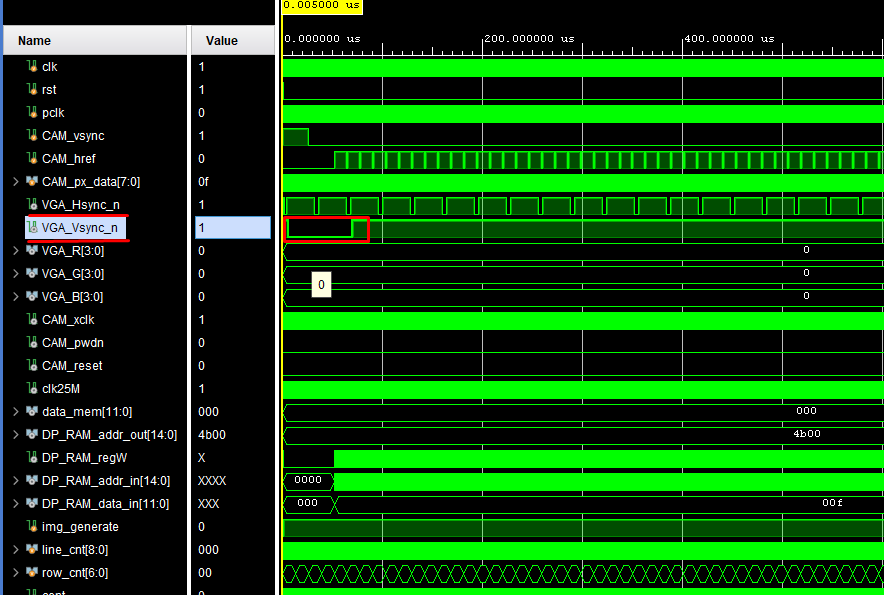 0.005000 us
Name Value
0.000000 us 200.000000 us 400.000000 us
clk 1
rst 1
pclk 0
CAM_vsync 1
CAM_href 0
CAM_px_data[7:0] 0f
VGA_Hsync_n 1
VGA_Vsync_n 1
VGA_R[3:0] 0 0
VGA_G[3:0] 0 0
VGA_B[3:0] 0 0
0
CAM_xclk 1
CAM_pwdn 0
CAM_reset 0
clk25M 1
data_mem[11:0] 000 000
DP_RAM_addr_out[14:0] 4b00 4b00
DP_RAM_regW X
DP_RAM_addr_in[14:0] XXXX 0000
DP_RAM_data_in[11:0] XXX 000 00f
img_generate 0
line_cnt[8:0] 000
row_cnt[6:0] 00